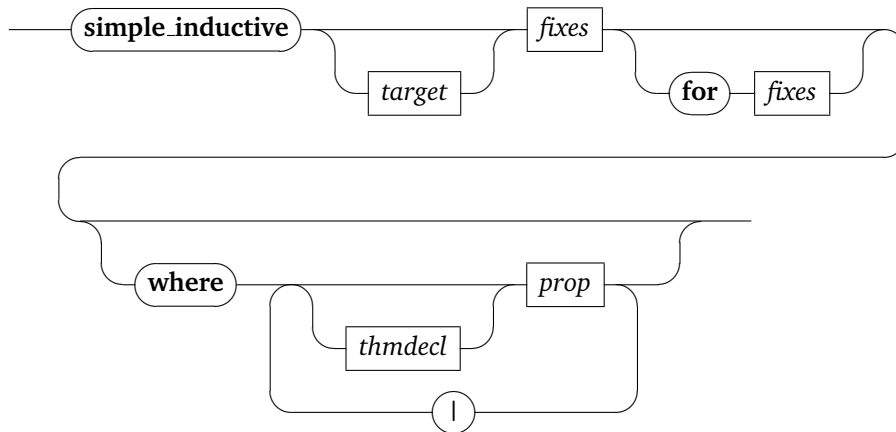 simple_inductive fixes
target for fixes
where prop
thmdecl
|